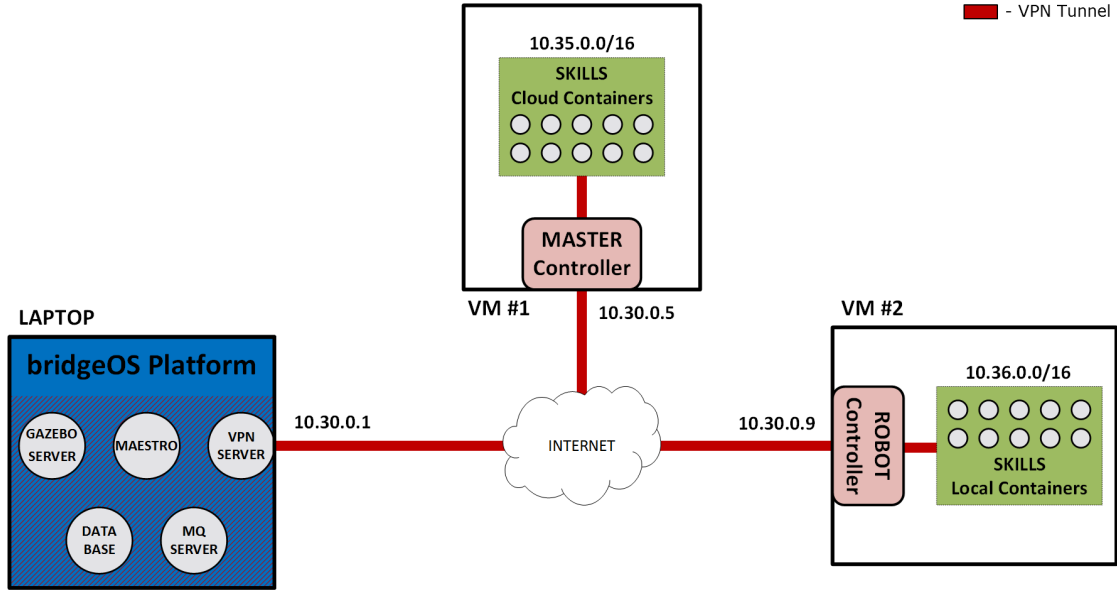 - VPN Tunnel
10.35.0.0/16
SKILLS
Cloud Containers
MASTER
Controller
VM #1
10.30.0.5
LAPTOP
bridgeOS Platform
GAZEBO
SERVER
MAESTRO
VPN
SERVER
DATA
BASE
MQ
SERVER
10.30.0.1
INTERNET
10.30.0.9
VM #2
ROBOT
Controller
10.36.0.0/16
SKILLS
Local Containers